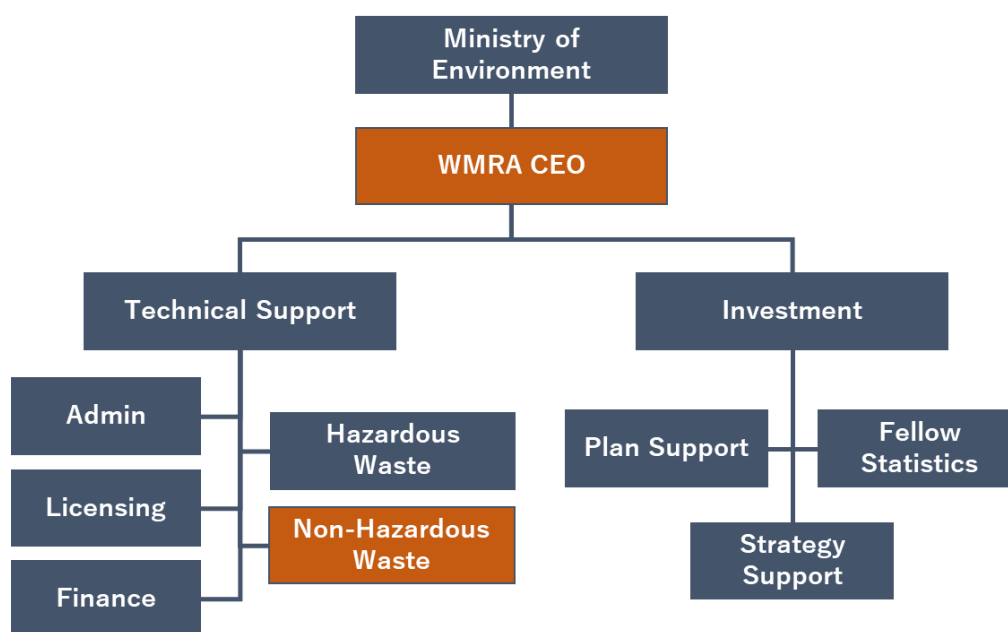 Ministry of
Environment
WMRA CEO
Technical Support
Investment
Admin
Licensing
Finance
Hazardous
Waste
Non-Hazardous
Waste
Plan Support
Fellow
Statistics
Strategy
Support